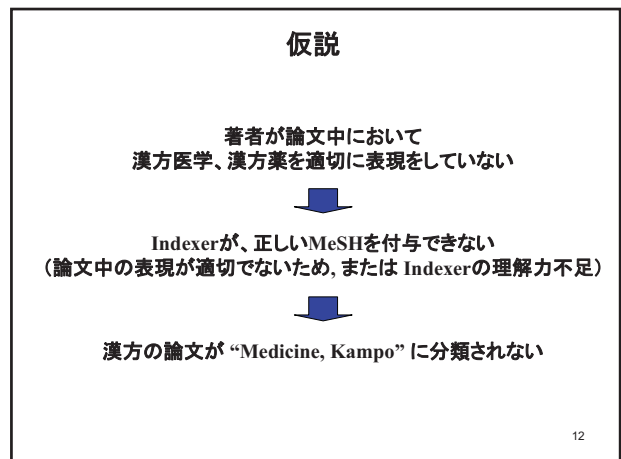 仮説
著者が論文中において
漢方医学、漢方薬を適切に表現をしていない
Indexerが、正しいMeSHを付与できない
（論文中の表現が適切でないため, または Indexerの理解力不足）
漢方の論文が “Medicine, Kampo” に分類されない
12